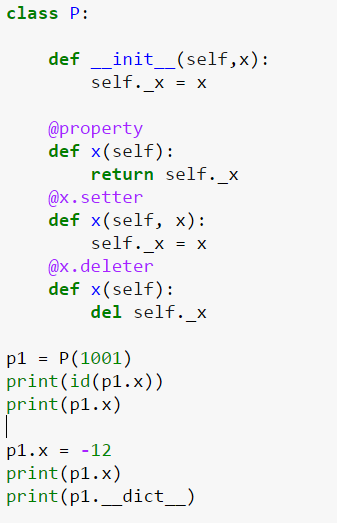 class P:
    def __init__(self,x):
        self._x = x
    @property
    def x(self):
        return self._x
    @x.setter
    def x(self, x):
        self._x = x
    @x.deleter
    def x(self):
        del self._x
p1 = P(1001)
print(id(p1.x))
print(p1.x)
p1.x = -12
print(p1.x)
print(p1.__dict__)